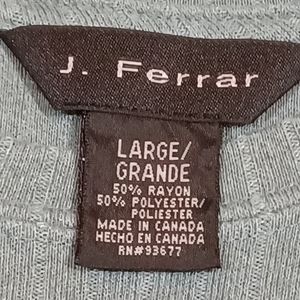 J. Ferrar
LARGE/
GRANDE
50% RAYON
50% POLYESTER/
POLIESTER
MADE IN CANADA
HECHO EN CANADA
RN#93677